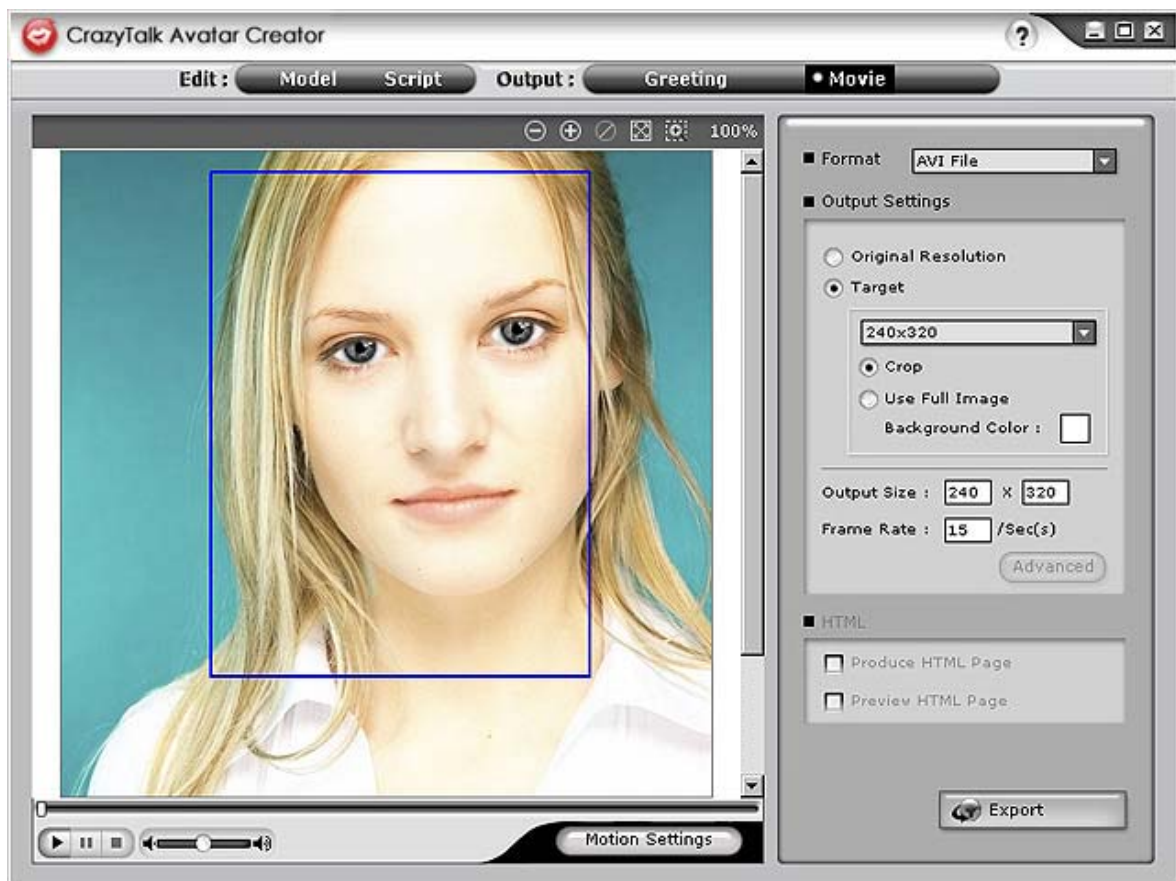 CrazyTalk Avatar Creator
?
Edit : Model Script Output : Greeting Movie
100%
Format AVI File
Output Settings
Original Resolution
Target
240x320
Crop
Use Full Image
Background Color :
Output Size : 240 X 320
Frame Rate : 15 /Sec(s)
Advanced
HTML
Produce HTML Page
Preview HTML Page
Export
Motion Settings